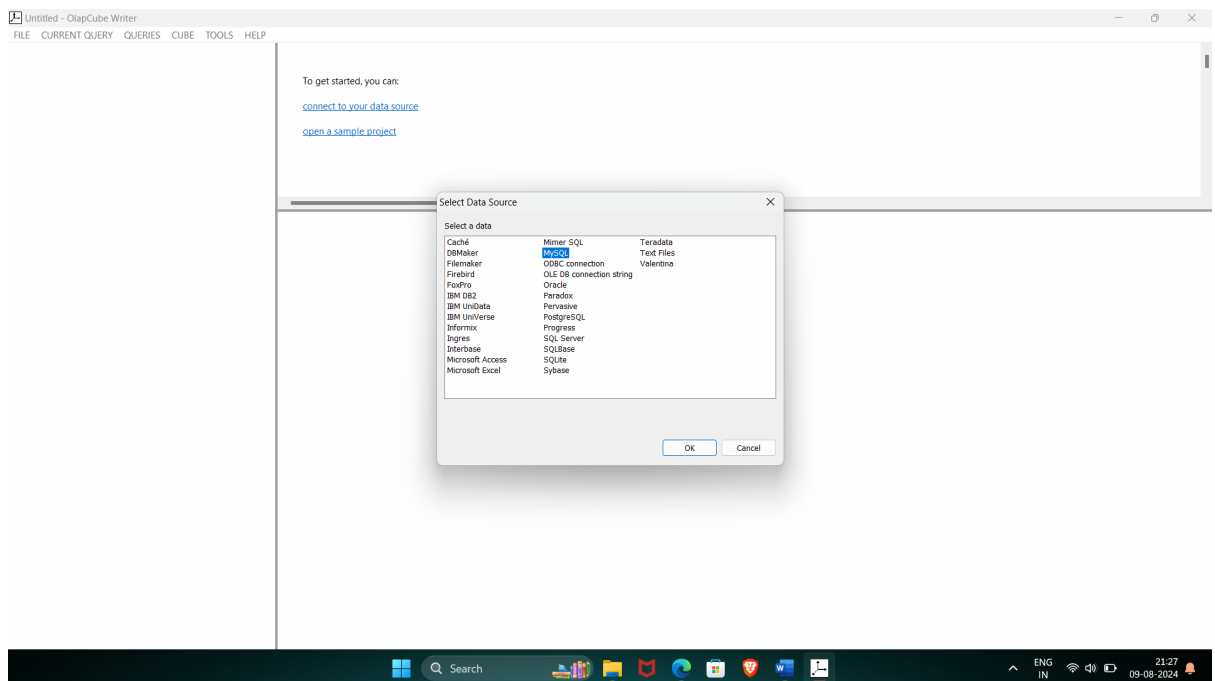 Untitled - OlapCube Writer
FILE CURRENT QUERY QUERIES CUBE TOOLS HELP
To get started, you can:
connect to your data source
open a sample project
Select Data Source
Select a data
Caché Mimer SQL Teradata
DBMaker MySQL Text Files
Filemaker ODBC connection Valentina
Firebird OLE DB connection string
FoxPro Oracle
IBM DB2 Paradox
IBM UniData Pervasive
IBM UniVerse PostgreSQL
Informix Progress
Ingres SQL Server
Interbase SQLBase
Microsoft Access SQLite
Microsoft Excel Sybase
OK Cancel
Search
W
ENG
IN
21:27
09-08-2024